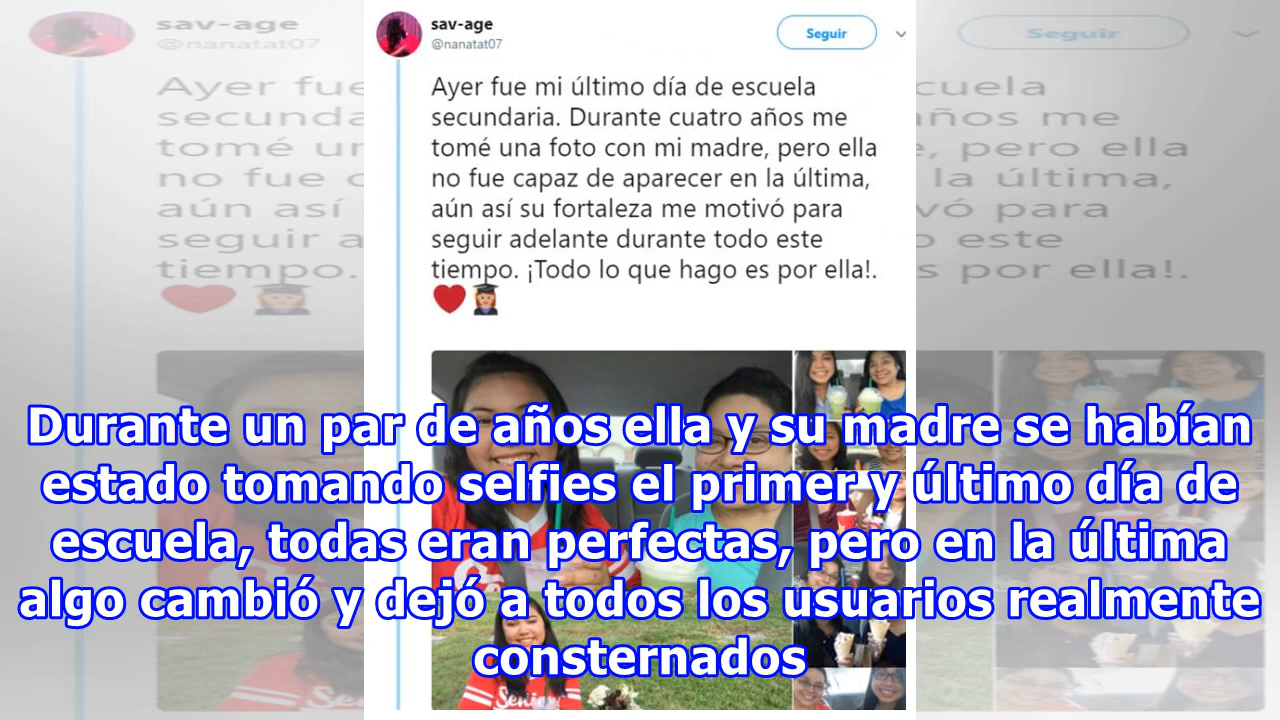 sav-age
@nanatat07
Seguir
Ayer fue mi último día de escuela
secundaria. Durante cuatro años me
tomé una foto con mi madre, pero ella
no fue capaz de aparecer en la última,
aún así su fortaleza me motivó para
seguir adelante durante todo este
tiempo. ¡Todo lo que hago es por ella!.
Durante un par de años ella y su madre se habían
estado tomando selfies el primer y último día de
escuela, todas eran perfectas, pero en la última
algo cambió y dejó a todos los usuarios realmente
consternados